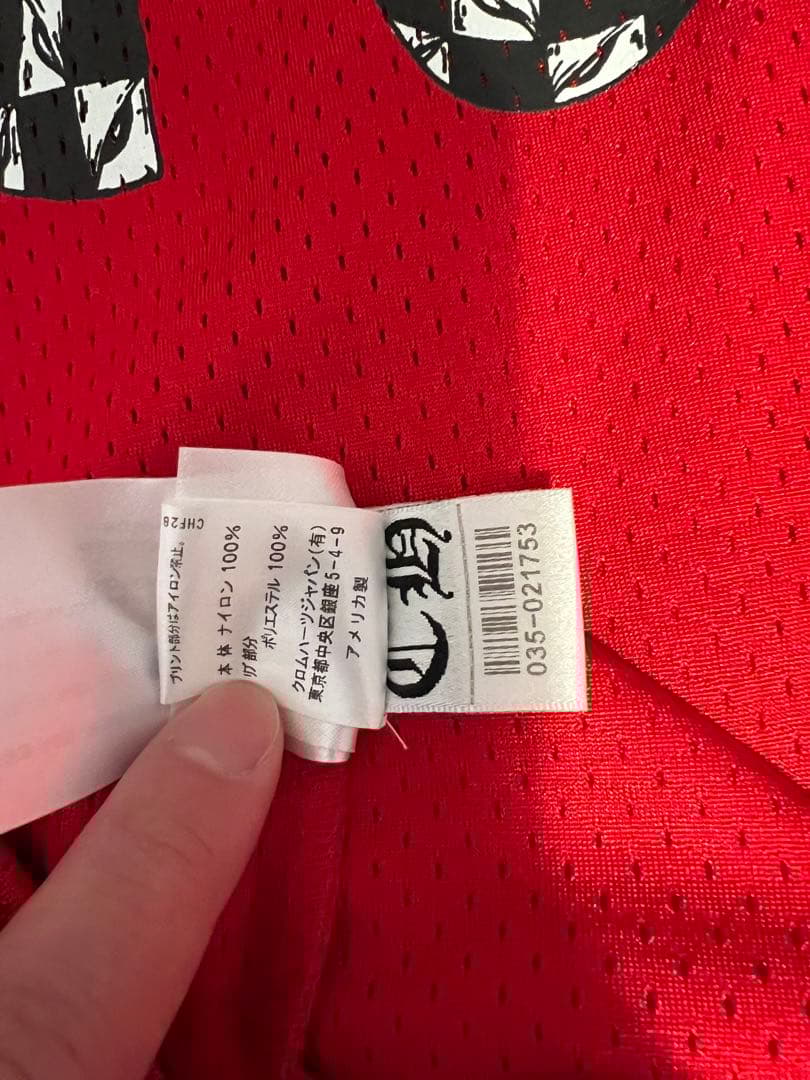 CHF28
プリント部分はアイロン禁止。
本体 ナイロン 100%
リブ部分
ポリエステル 100%
クロムハーツジャパン(有)
東京都中央区銀座5-4-9
アメリカ製
035-021753